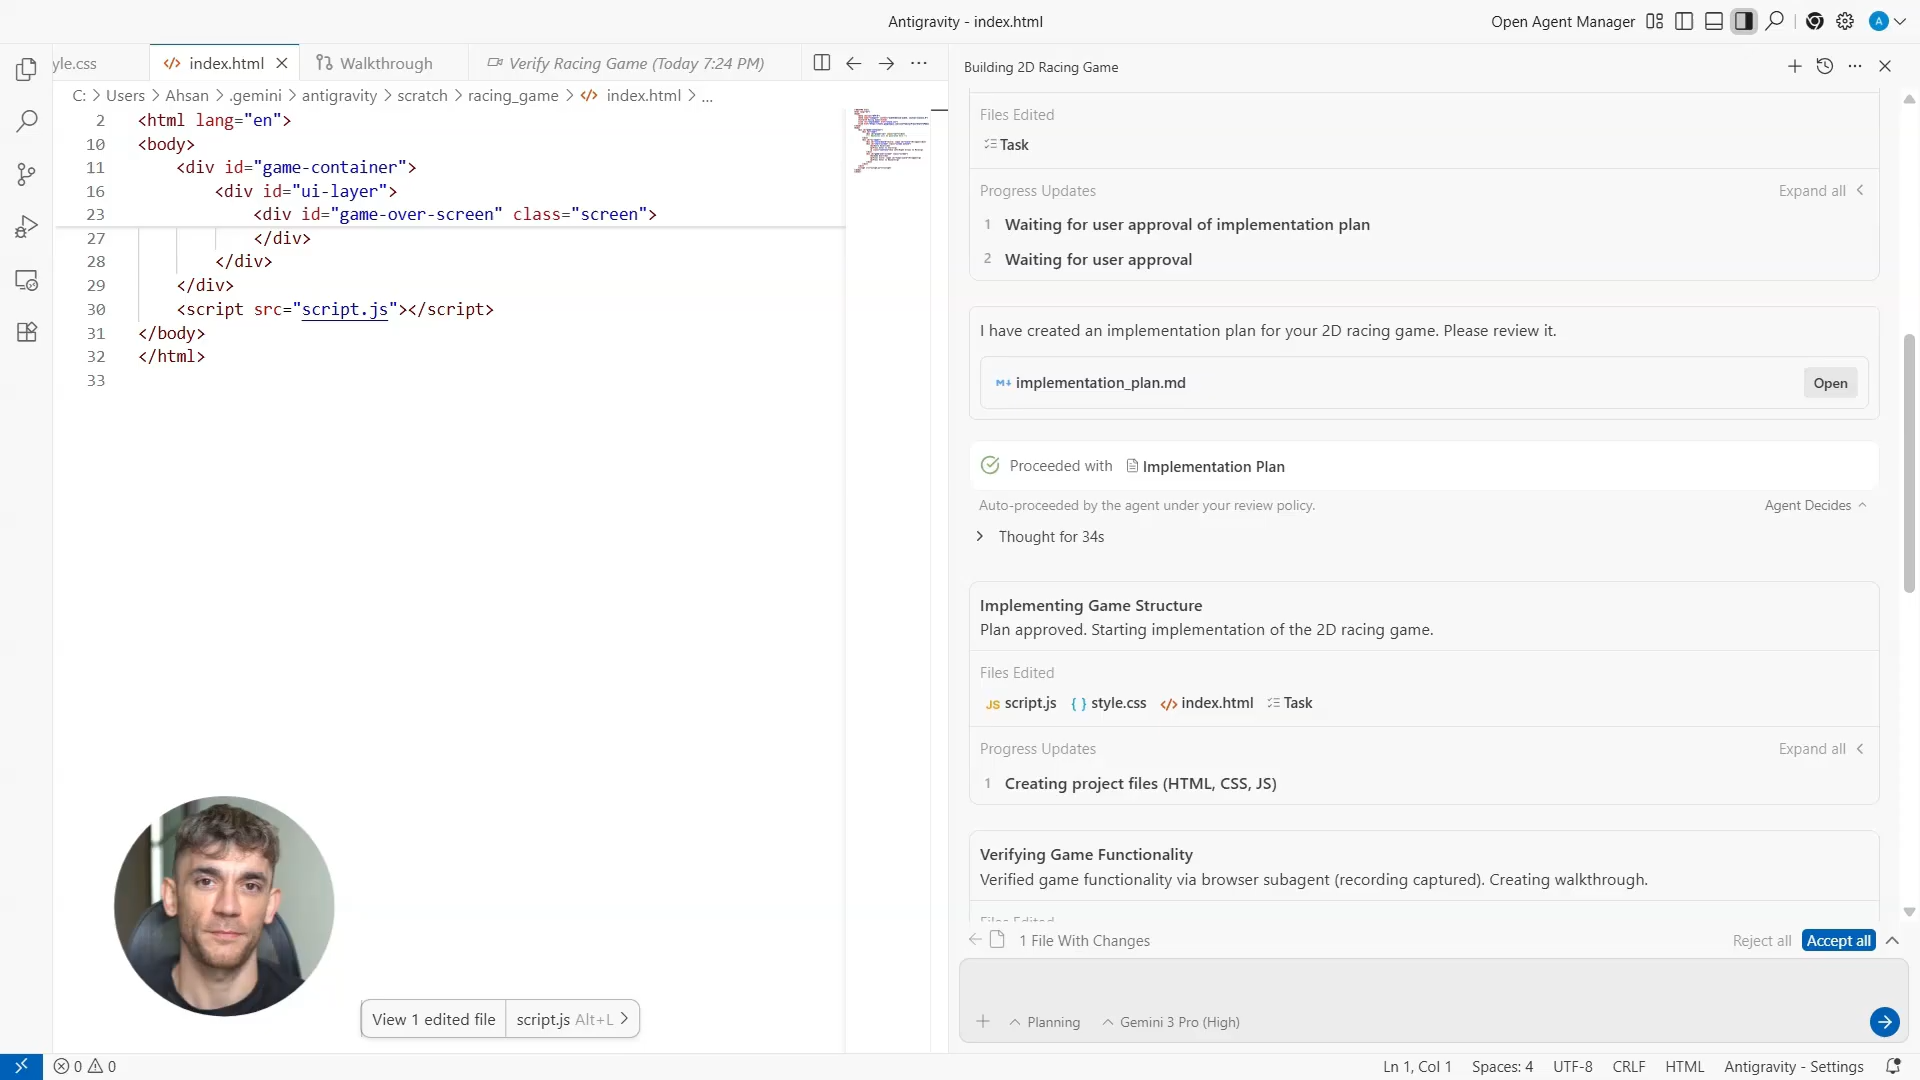 Antigravity - index.html
Open Agent Manager
A
yle.css
index.html
Walkthrough
Verify Racing Game (Today 7:24 PM)
C: > Users > Ahsan > .gemini > antigravity > scratch > racing_game > index.html > ...
2 <html lang="en">
10 <body>
11 <div id="game-container">
16 <div id="ui-layer">
23 <div id="game-over-screen" class="screen">
27 </div>
28 </div>
29 </div>
30 <script src="script.js"></script>
31 </body>
32 </html>
33
View 1 edited file
script.js Alt+L
Building 2D Racing Game
Files Edited
Task
Progress Updates
Expand all
1 Waiting for user approval of implementation plan
2 Waiting for user approval
I have created an implementation plan for your 2D racing game. Please review it.
implementation_plan.md
Open
Proceeded with Implementation Plan
Auto-proceeded by the agent under your review policy.
Agent Decides
Thought for 34s
Implementing Game Structure
Plan approved. Starting implementation of the 2D racing game.
Files Edited
JS script.js { } style.css </> index.html Task
Progress Updates
Expand all
1 Creating project files (HTML, CSS, JS)
Verifying Game Functionality
Verified game functionality via browser subagent (recording captured). Creating walkthrough.
Files Edited
1 File With Changes
Reject all
Accept all
Planning
Gemini 3 Pro (High)
0 0
Ln 1, Col 1
Spaces: 4
UTF-8
CRLF
HTML
Antigravity - Settings